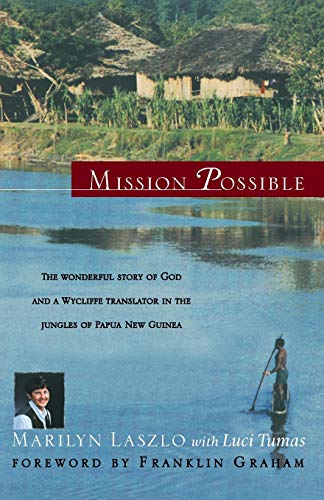 MISSION POSSIBLE
THE WONDERFUL STORY OF GOD
AND A WYCLIFFE TRANSLATOR IN THE
JUNGLES OF PAPUA NEW GUINEA
MARILYN LASZLO with LUCI TUMAS
FOREWORD BY FRANKLIN GRAHAM